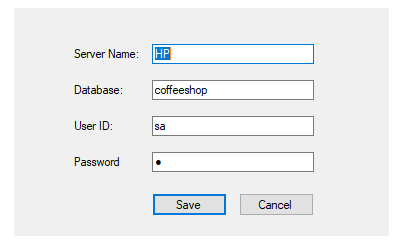 Server Name: HP
Database: coffeeshop
User ID: sa
Password ●
Save Cancel